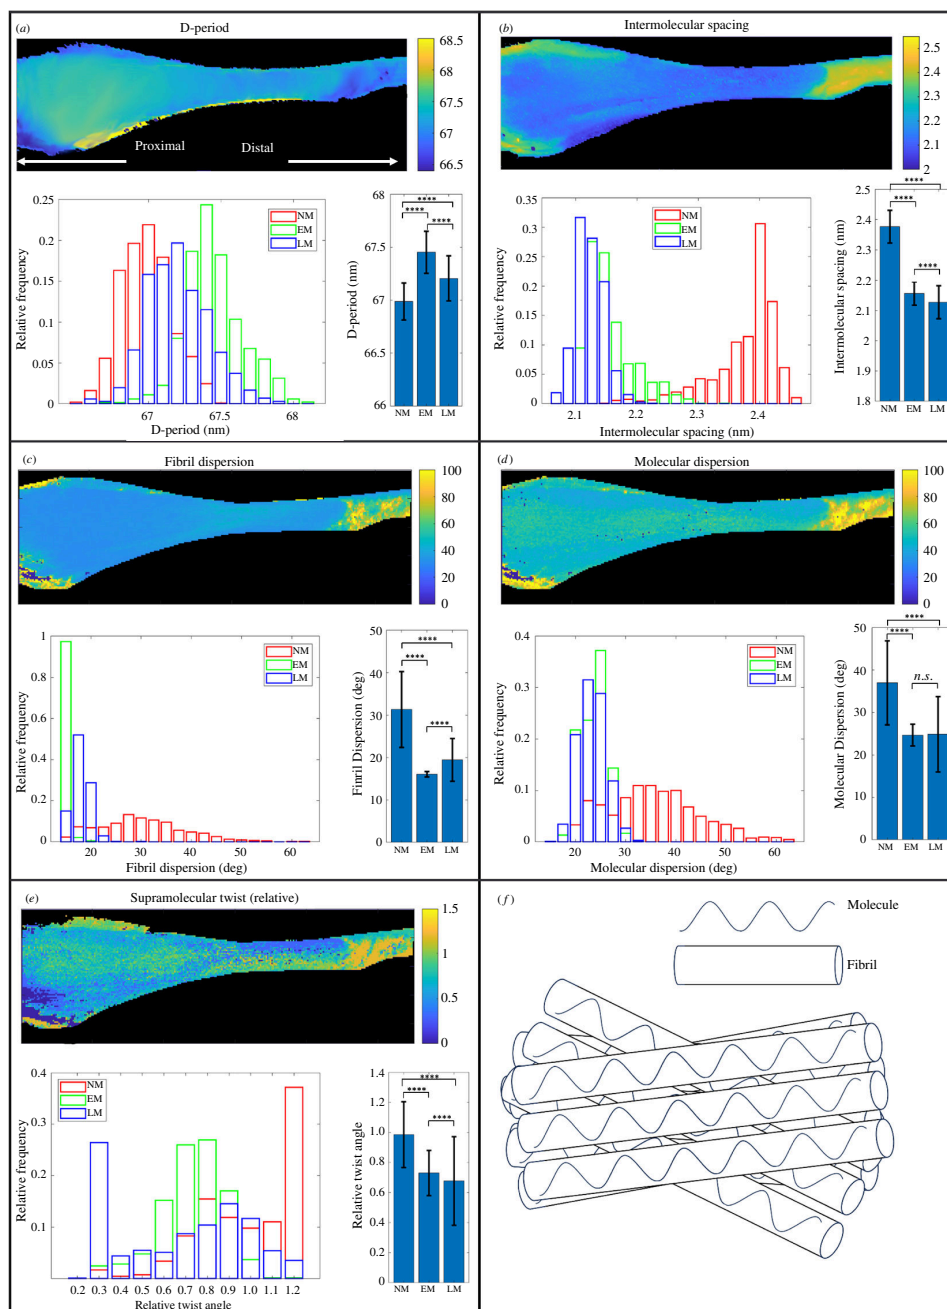 (a)
D-period
68.5
68
67.5
67
66.5
Proximal
Distal
0.25
0.2
0.15
0.1
0.05
0
Relative frequency
NM
EM
LM
67
67.5
68
D-period (nm)
68
67.5
67
66.5
66
D-period (nm)
****
****
****
NM EM LM
(b)
Intermolecular spacing
2.5
2.4
2.3
2.2
2.1
2
0.35
0.3
0.25
0.2
0.15
0.1
0.05
0
Relative frequency
NM
EM
LM
2.1
2.2
2.3
2.4
Intermolecular spacing (nm)
2.5
2.4
2.3
2.2
2.1
2
1.9
1.8
Intermolecular spacing (nm)
****
****
****
NM EM LM
(c)
Fibril dispersion
100
80
60
40
20
0
1
0.8
0.6
0.4
0.2
0
Relative frequency
NM
EM
LM
20
30
40
50
60
Fibril dispersion (deg)
50
40
30
20
10
0
Fiinril Dispersion (deg)
****
****
****
NM EM LM
(d)
Molecular dispersion
100
80
60
40
20
0
0.4
0.3
0.2
0.1
0
Relative frequency
NM
EM
LM
20
30
40
50
60
Molecular dispersion (deg)
60
50
40
30
20
10
0
Molecular Dispersion (deg)
****
****
n.s.
NM EM LM
(e)
Supramolecular twist (relative)
1.5
1
0.5
0
0.4
0.3
0.2
0.1
Relative frequency
NM
EM
LM
0.2 0.3 0.4 0.5 0.6 0.7 0.8 0.9 1.0 1.1 1.2
Relative twist angle
1.4
1.2
1.0
0.8
0.6
0.4
0.2
0
Relative twist angle
****
****
****
NM EM LM
(f)
Molecule
Fibril